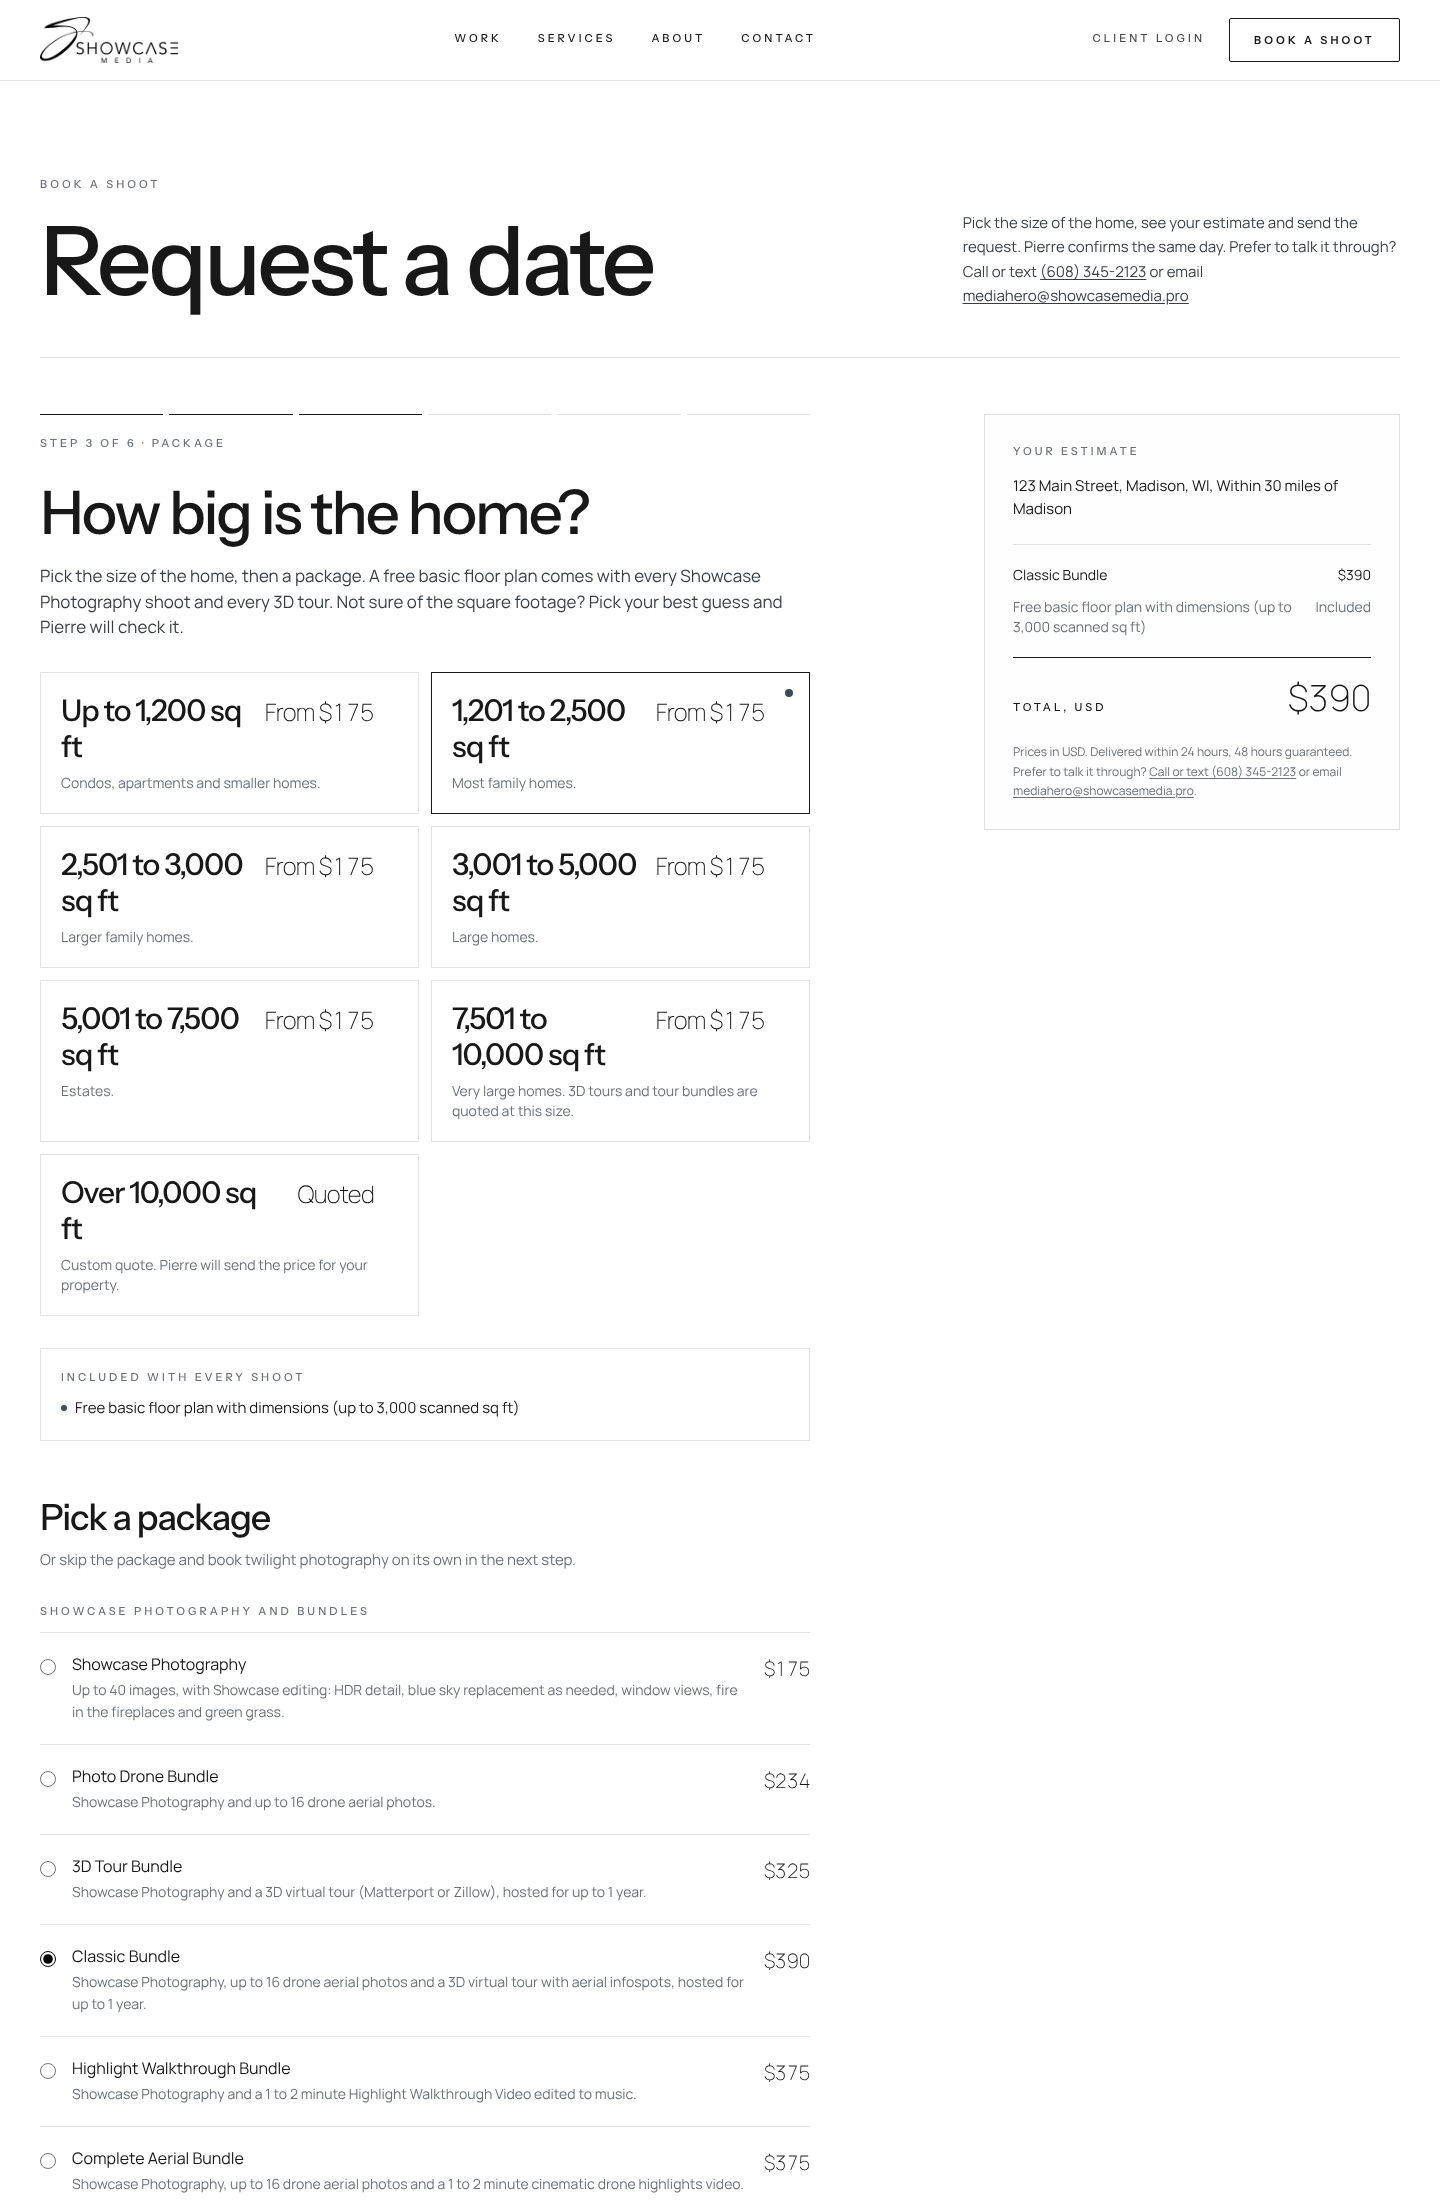 SHOWCASE
MEDIA
WORK
SERVICES
ABOUT
CONTACT
CLIENT LOGIN
BOOK A SHOOT
BOOK A SHOOT
Request a date
Pick the size of the home, see your estimate and send the
request. Pierre confirms the same day. Prefer to talk it through?
Call or text (608) 345-2123 or email
mediahero@showcasemedia.pro
STEP 3 OF 6 · PACKAGE
How big is the home?
Pick the size of the home, then a package. A free basic floor plan comes with every Showcase
Photography shoot and every 3D tour. Not sure of the square footage? Pick your best guess and
Pierre will check it.
Up to 1,200 sq
ft
From $175
Condos, apartments and smaller homes.
1,201 to 2,500
sq ft
From $175
Most family homes.
2,501 to 3,000
sq ft
From $175
Larger family homes.
3,001 to 5,000
sq ft
From $175
Large homes.
5,001 to 7,500
sq ft
From $175
Estates.
7,501 to
10,000 sq ft
From $175
Very large homes. 3D tours and tour bundles are
quoted at this size.
Over 10,000 sq
ft
Quoted
Custom quote. Pierre will send the price for your
property.
INCLUDED WITH EVERY SHOOT
Free basic floor plan with dimensions (up to 3,000 scanned sq ft)
Pick a package
Or skip the package and book twilight photography on its own in the next step.
SHOWCASE PHOTOGRAPHY AND BUNDLES
Showcase Photography
$175
Up to 40 images, with Showcase editing: HDR detail, blue sky replacement as needed, window views, fire
in the fireplaces and green grass.
Photo Drone Bundle
$234
Showcase Photography and up to 16 drone aerial photos.
3D Tour Bundle
$325
Showcase Photography and a 3D virtual tour (Matterport or Zillow), hosted for up to 1 year.
Classic Bundle
$390
Showcase Photography, up to 16 drone aerial photos and a 3D virtual tour with aerial infospots, hosted for
up to 1 year.
Highlight Walkthrough Bundle
$375
Showcase Photography and a 1 to 2 minute Highlight Walkthrough Video edited to music.
Complete Aerial Bundle
$375
Showcase Photography, up to 16 drone aerial photos and a 1 to 2 minute cinematic drone highlights video.
YOUR ESTIMATE
123 Main Street, Madison, WI, Within 30 miles of
Madison
Classic Bundle
$390
Free basic floor plan with dimensions (up to
3,000 scanned sq ft)
Included
TOTAL, USD
$390
Prices in USD. Delivered within 24 hours, 48 hours guaranteed.
Prefer to talk it through? Call or text (608) 345-2123 or email
mediahero@showcasemedia.pro.